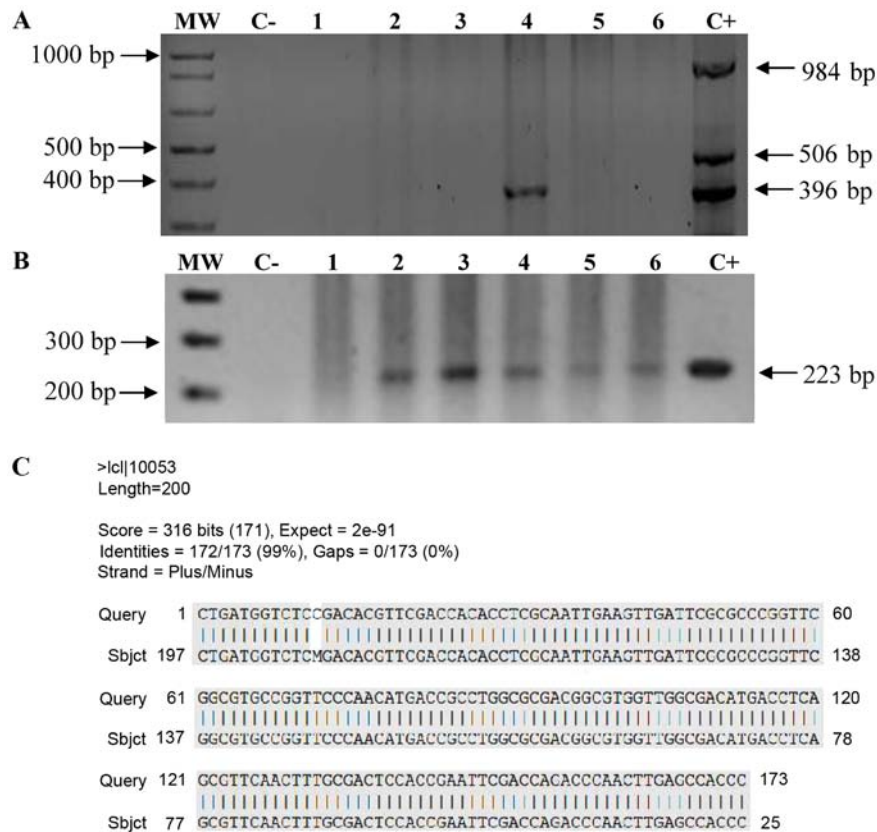 A
MW C- 1 2 3 4 5 6 C+
1000 bp
984 bp
500 bp
506 bp
400 bp
396 bp
B
MW C- 1 2 3 4 5 6 C+
300 bp
223 bp
200 bp
C
>lcl|10053
Length=200
Score = 316 bits (171), Expect = 2e-91
Identities = 172/173 (99%), Gaps = 0/173 (0%)
Strand = Plus/Minus
Query 1 CTGATGGTCTCCGACACGTTCGACCACACCTCGCAATTGAAGTTGATTCGCGCCCGGTTC 60
Sbjct 197 CTGATGGTCTCMGACACGTTCGACCACACCTCGCAATTGAAGTTGATTCGCGCCCGGTTC 138
Query 61 GGCGTGCCGGTTCCCAACATGACCGCCTGGCGCGACGGCGTGGTTGGCGACATGACCTCA 120
Sbjct 137 GGCGTGCCGGTTCCCAACATGACCGCCTGGCGCGACGGCGTGGTTGGCGACATGACCTCA 78
Query 121 GCGTTCAACTTTGCGACTCCACCGAATTCGACCAGACCCAACTTGAGCCACCC 173
Sbjct 77 GCGTTCAACTTTGCGACTCCACCGAATTCGACCAGACCCAACTTGAGCCACCC 25